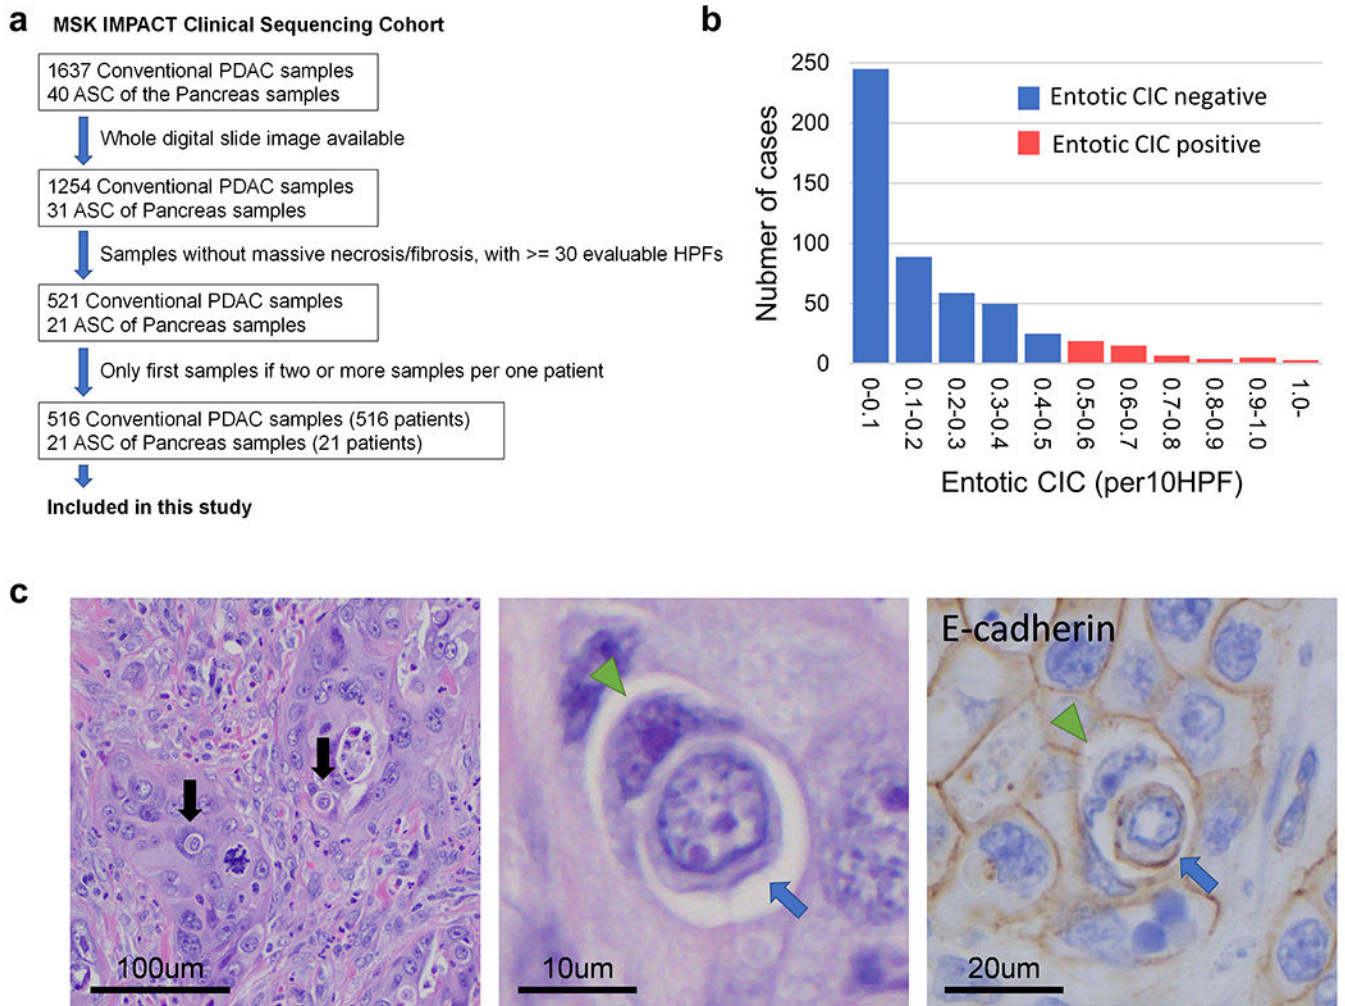 a
MSK IMPACT Clinical Sequencing Cohort
1637 Conventional PDAC samples
40 ASC of the Pancreas samples
Whole digital slide image available
1254 Conventional PDAC samples
31 ASC of Pancreas samples
Samples without massive necrosis/fibrosis, with >= 30 evaluable HPFs
521 Conventional PDAC samples
21 ASC of Pancreas samples
Only first samples if two or more samples per one patient
516 Conventional PDAC samples (516 patients)
21 ASC of Pancreas samples (21 patients)
Included in this study
b
Nubmer of cases
250
200
150
100
50
0
Entotic CIC negative
Entotic CIC positive
0-0.1
0.1-0.2
0.2-0.3
0.3-0.4
0.4-0.5
0.5-0.6
0.6-0.7
0.7-0.8
0.8-0.9
0.9-1.0
1.0-
Entotic CIC (per10HPF)
c
100um
10um
E-cadherin
20um